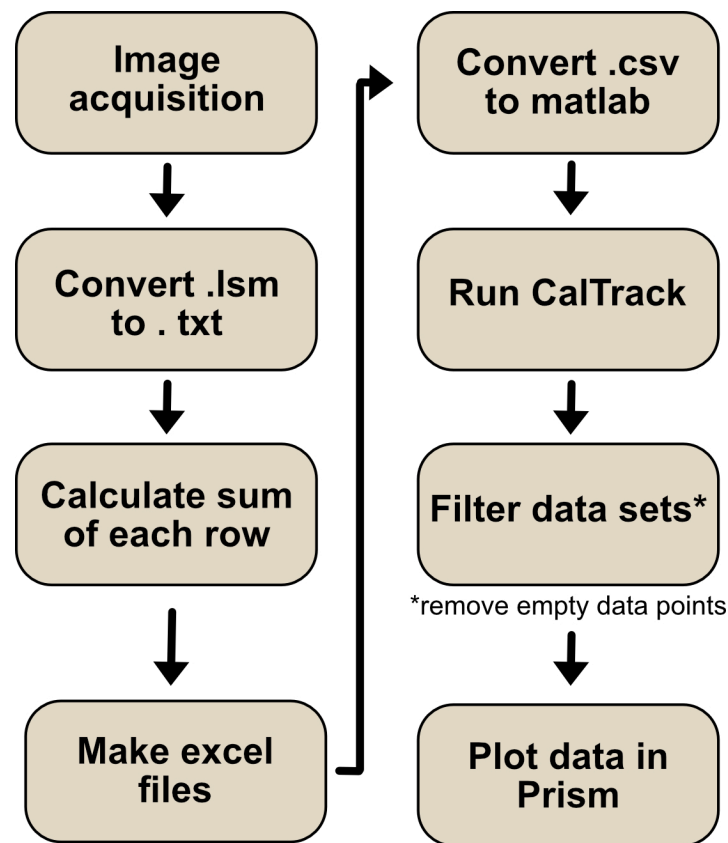 Image
acquisition
Convert .lsm
to . txt
Calculate sum
of each row
Make excel
files
Convert .csv
to matlab
Run CalTrack
Filter data sets*
*remove empty data points
Plot data in
Prism